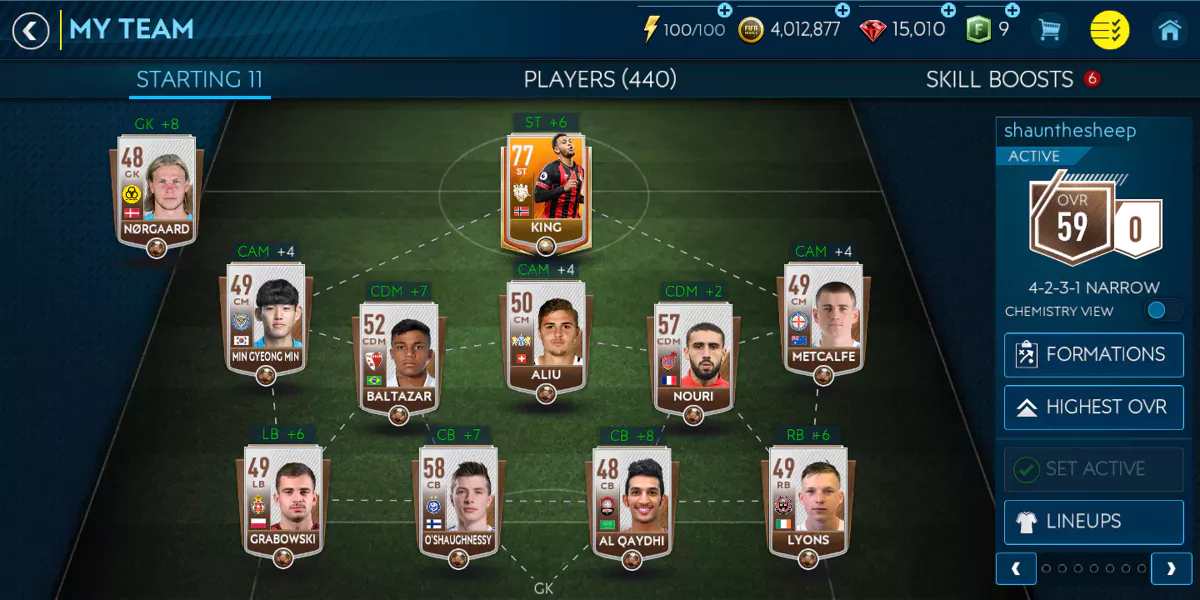 MY TEAM
100/100
4,012,877
15,010
F 9
STARTING 11
PLAYERS (440)
SKILL BOOSTS 6
GK +8
48
GK
NØRGAARD
ST +6
77
ST
KING
CAM +4
49
CM
MIN GYEONG MIN
CDM +7
52
CDM
BALTAZAR
CAM +4
50
CM
ALIU
CDM +2
57
CDM
NOURI
CAM +4
49
CM
METCALFE
LB +6
49
LB
GRABOWSKI
CB +7
58
CB
O'SHAUGHNESSY
CB +8
48
CB
AL QAYDHI
RB +6
49
RB
LYONS
GK
shaunthesheep
ACTIVE
OVR
59
0
4-2-3-1 NARROW
CHEMISTRY VIEW
FORMATIONS
HIGHEST OVR
SET ACTIVE
LINEUPS